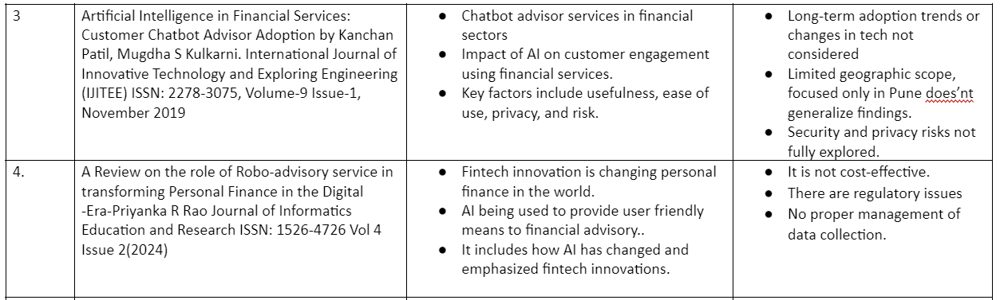 3
Artificial Intelligence in Financial Services:
Customer Chatbot Advisor Adoption by Kanchan
Patil, Mugdha S Kulkarni. International Journal of
Innovative Technology and Exploring Engineering
(IJITEE) ISSN: 2278-3075, Volume-9 Issue-1,
November 2019
● Chatbot advisor services in financial
sectors
● Impact of AI on customer engagement
using financial services.
● Key factors include usefulness, ease of
use, privacy, and risk.
● Long-term adoption trends or
changes in tech not
considered
● Limited geographic scope,
focused only in Pune does'nt
generalize findings.
● Security and privacy risks not
fully explored.
4.
A Review on the role of Robo-advisory service in
transforming Personal Finance in the Digital
-Era-Priyanka R Rao Journal of Informatics
Education and Research ISSN: 1526-4726 Vol 4
Issue 2(2024)
● Fintech innovation is changing personal
finance in the world.
● AI being used to provide user friendly
means to financial advisory..
● It includes how AI has changed and
emphasized fintech innovations.
● It is not cost-effective.
● There are regulatory issues
● No proper management of
data collection.